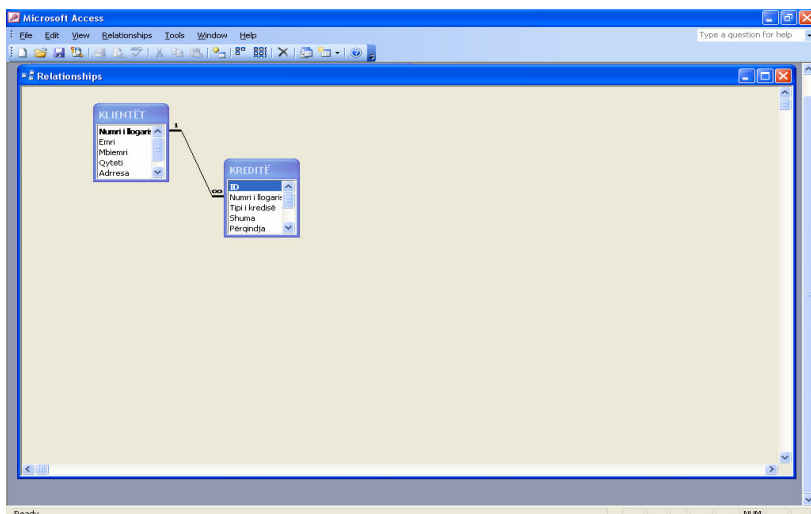 Microsoft Access
File Edit View Relationships Tools Window Help
Type a question for help
Relationships
KLIENTËT
Numri i llogaris
Emri
Mbiemri
Qyteti
Adrresa
1
∞
KREDITË
ID
Numri i llogaris
Tipi i kredisë
Shuma
Përqindja
Ready
NUM